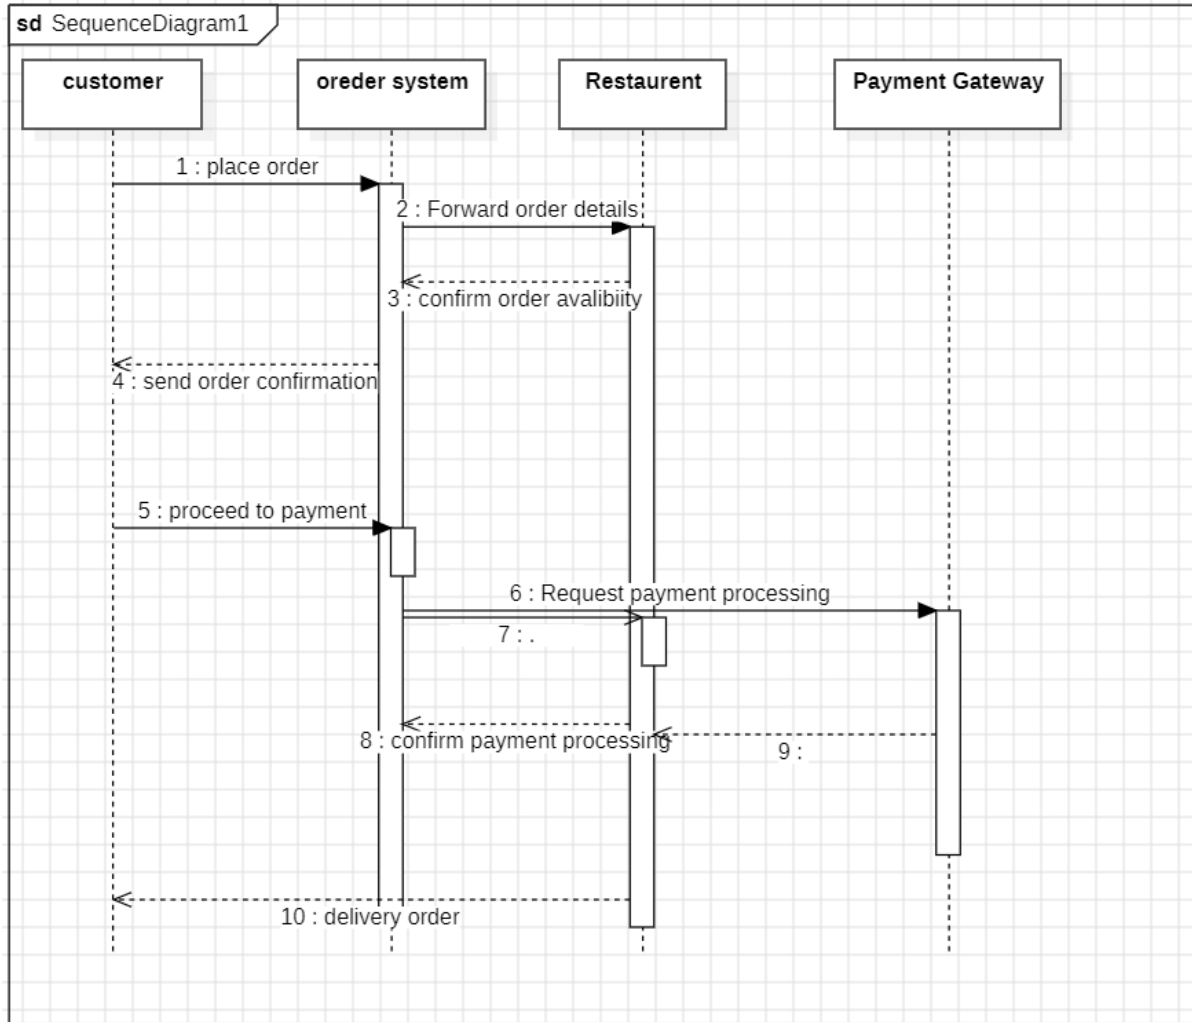 sd SequenceDiagram1
customer
oreder system
Restaurent
Payment Gateway
1 : place order
2 : Forward order details
3 : confirm order avalibiity
4 : send order confirmation
5 : proceed to payment
6 : Request payment processing
7 : .
8 : confirm payment processing
9 :
10 : delivery order